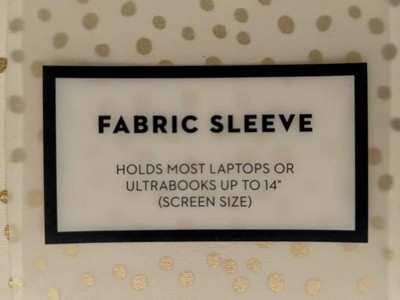 FABRIC SLEEVE
HOLDS MOST LAPTOPS OR
ULTRABOOKS UP TO 14"
(SCREEN SIZE)